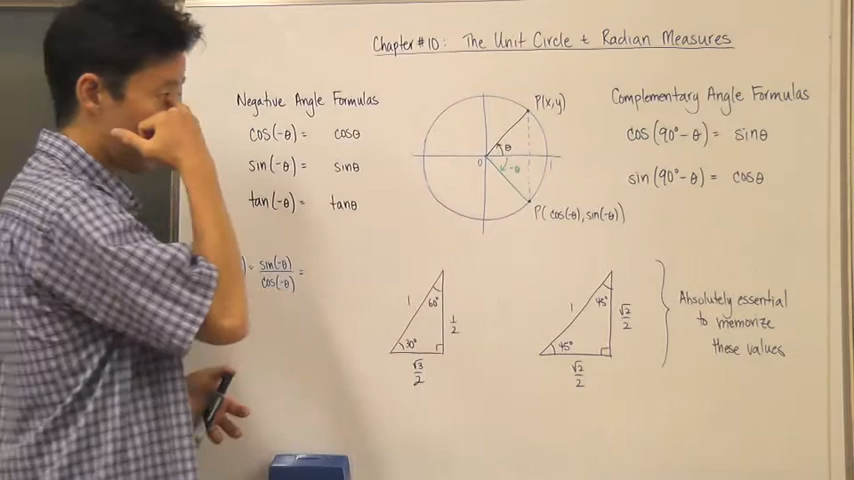 Chapter #10: The Unit Circle & Radian Measures
Negative Angle Formulas
cos(-θ) = cosθ
sin(-θ) = sinθ
tan(-θ) = tanθ
) = sin(-θ)/cos(-θ) =
P(x,y)
θ
-θ
0
1
P(cos(-θ), sin(-θ))
Complementary Angle Formulas
cos(90°-θ) = sinθ
sin(90°-θ) = cosθ
1
60°
30°
1/2
√3/2
1
45°
45°
√2/2
√2/2
Absolutely essential
to memorize
these values